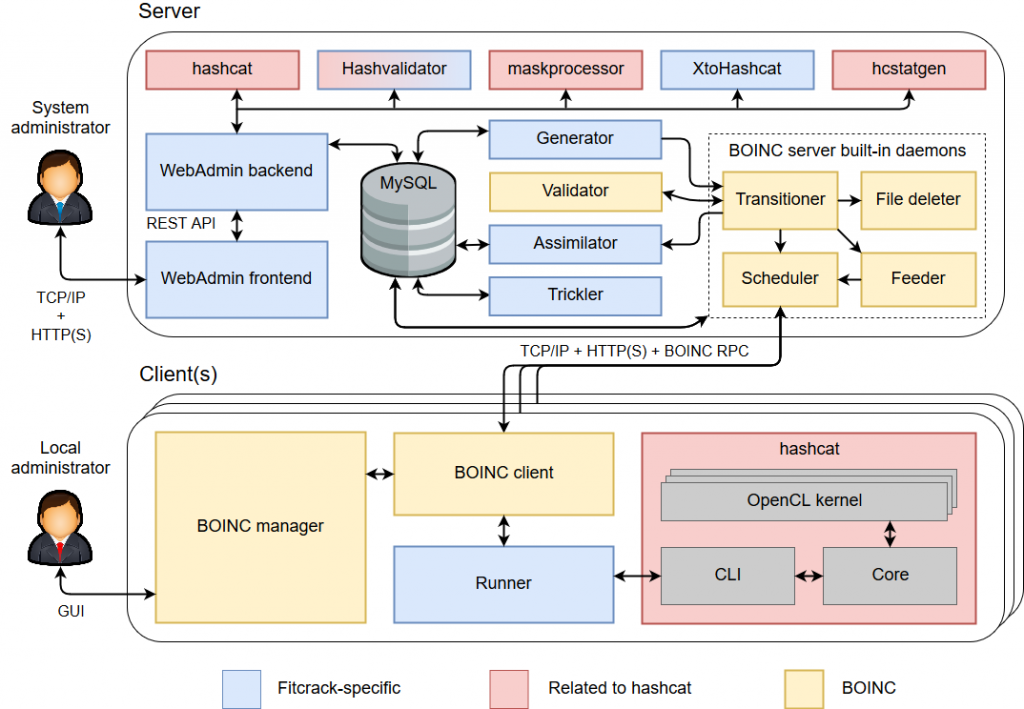 Server
hashcat
Hashvalidator
maskprocessor
XtoHashcat
hcstatgen
System
administrator
WebAdmin backend
MySQL
Generator
BOINC server built-in daemons
Validator
Transitioner
File deleter
REST API
Assimilator
WebAdmin frontend
Scheduler
Feeder
Trickler
TCP/IP
+
HTTP(S)
TCP/IP + HTTP(S) + BOINC RPC
Client(s)
Local
administrator
BOINC manager
BOINC client
hashcat
OpenCL kernel
Runner
CLI
Core
GUI
Fitcrack-specific
Related to hashcat
BOINC